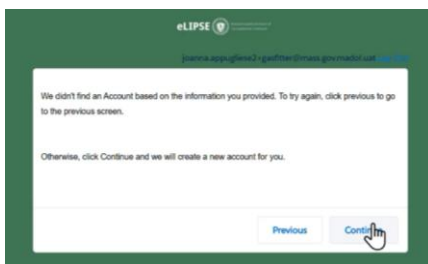 eLIPSE
We didn't find an Account based on the information you provided. To try again, click previous to go
to the previous screen.
Otherwise, click Continue and we will create a new account for you.
Previous